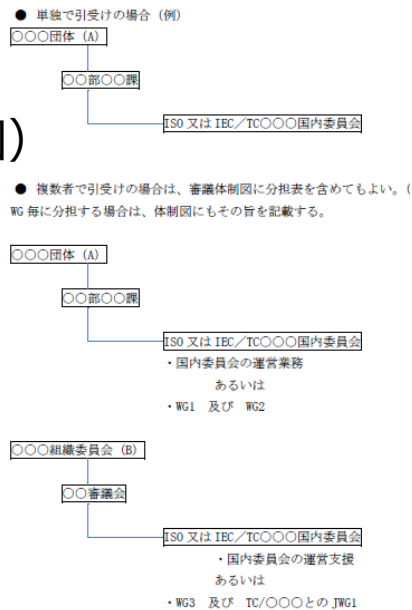 ● 単独で引受けの場合（例）
○○○団体（A）
○○部○○課
ISO 又は IEC／TC○○○国内委員会
)
● 複数者で引受けの場合は、審議体制図に分担表を含めてもよい。(
WG 毎に分担する場合は、体制図にもその旨を記載する。
○○○団体（A）
○○部○○課
ISO 又は IEC／TC○○○国内委員会
・国内委員会の運営業務
あるいは
・WG1 及び WG2
○○○組織委員会（B）
○○審議会
ISO 又は IEC／TC○○○国内委員会
・国内委員会の運営支援
あるいは
・WG3 及び TC/○○○との JWG1